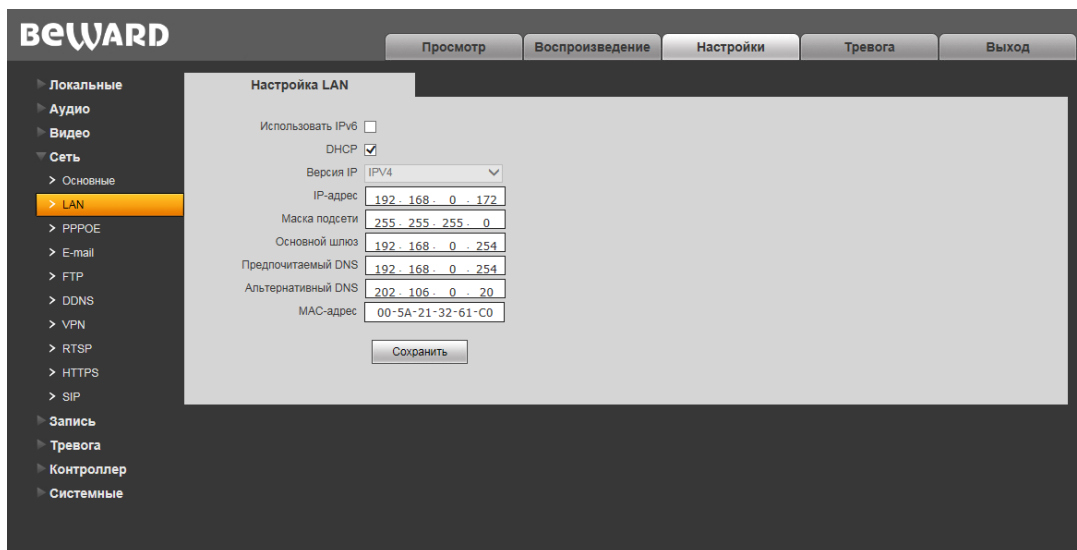 BEWARD
Просмотр
Воспроизведение
Настройки
Тревога
Выход
Локальные
Аудио
Видео
Сеть
> Основные
> LAN
> PPPOE
> E-mail
> FTP
> DDNS
> VPN
> RTSP
> HTTPS
> SIP
Запись
Тревога
Контроллер
Системные
Настройка LAN
Использовать IPv6
DHCP
Версия IP IPV4
IP-адрес 192 . 168 . 0 . 172
Маска подсети 255 . 255 . 255 . 0
Основной шлюз 192 . 168 . 0 . 254
Предпочитаемый DNS 192 . 168 . 0 . 254
Альтернативный DNS 202 . 106 . 0 . 20
MAC-адрес 00-5A-21-32-61-C0
Сохранить